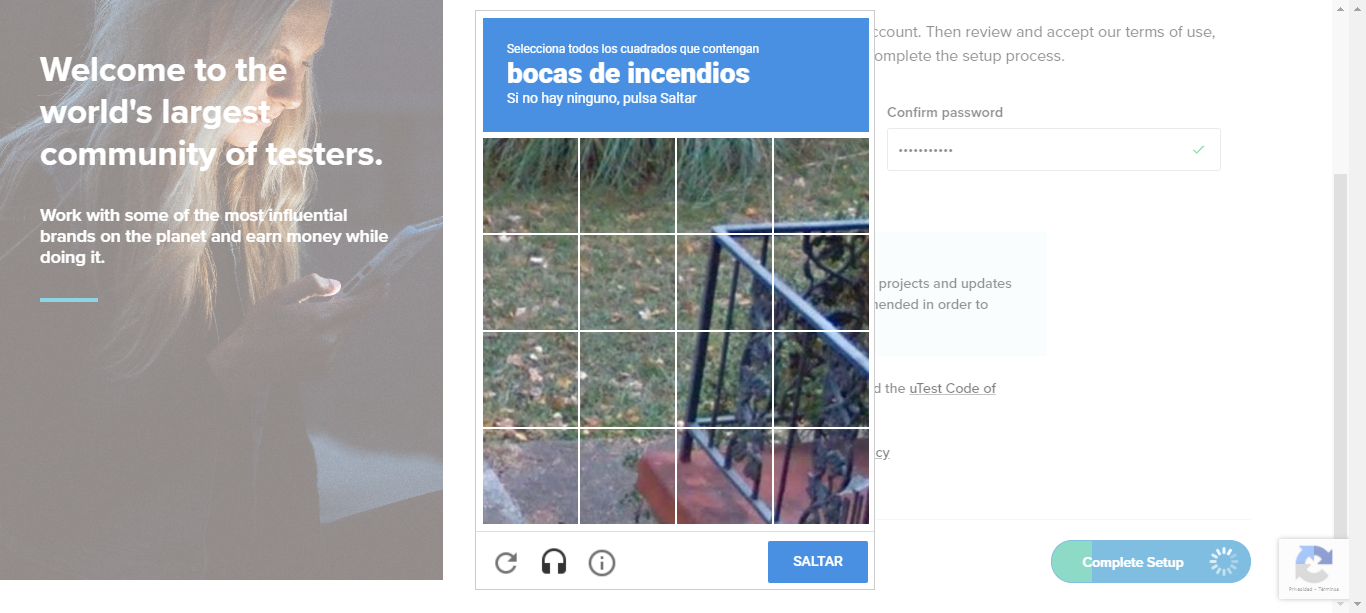 Welcome to the
world's largest
community of testers.
Work with some of the most influential
brands on the planet and earn money while
doing it.
Selecciona todos los cuadrados que contengan
bocas de incendios
Si no hay ninguno, pulsa Saltar
SALTAR
ccount. Then review and accept our terms of use,
omplete the setup process.
Confirm password
•••••••••••
projects and updates
nended in order to
d the uTest Code of
cy
Complete Setup
Privacidad - Términos